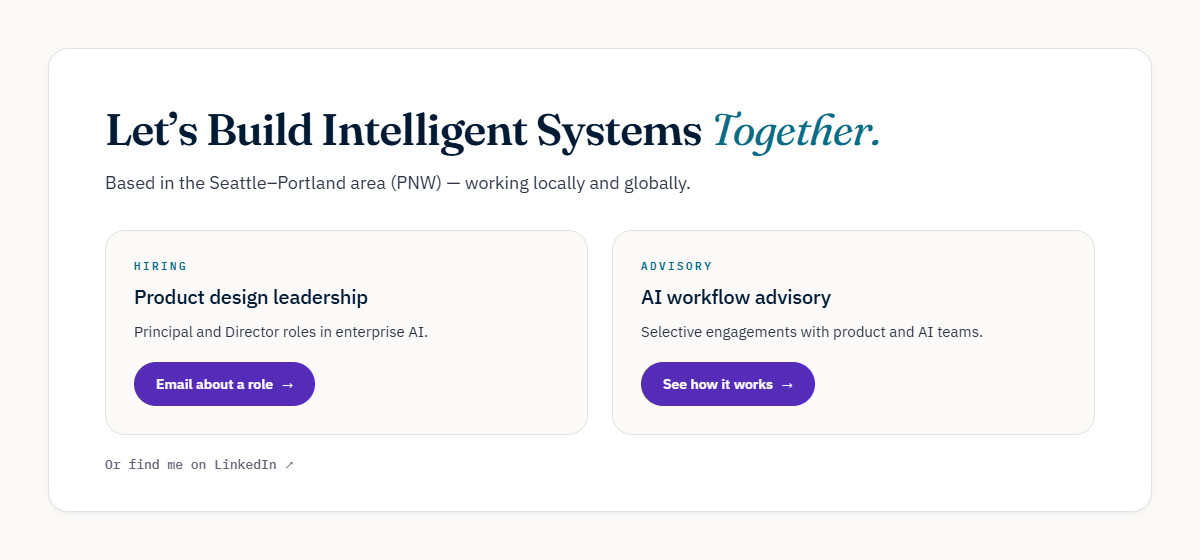 Let’s Build Intelligent Systems Together.
Based in the Seattle–Portland area (PNW) — working locally and globally.
HIRING
Product design leadership
Principal and Director roles in enterprise AI.
Email about a role →
ADVISORY
AI workflow advisory
Selective engagements with product and AI teams.
See how it works →
Or find me on LinkedIn ↗